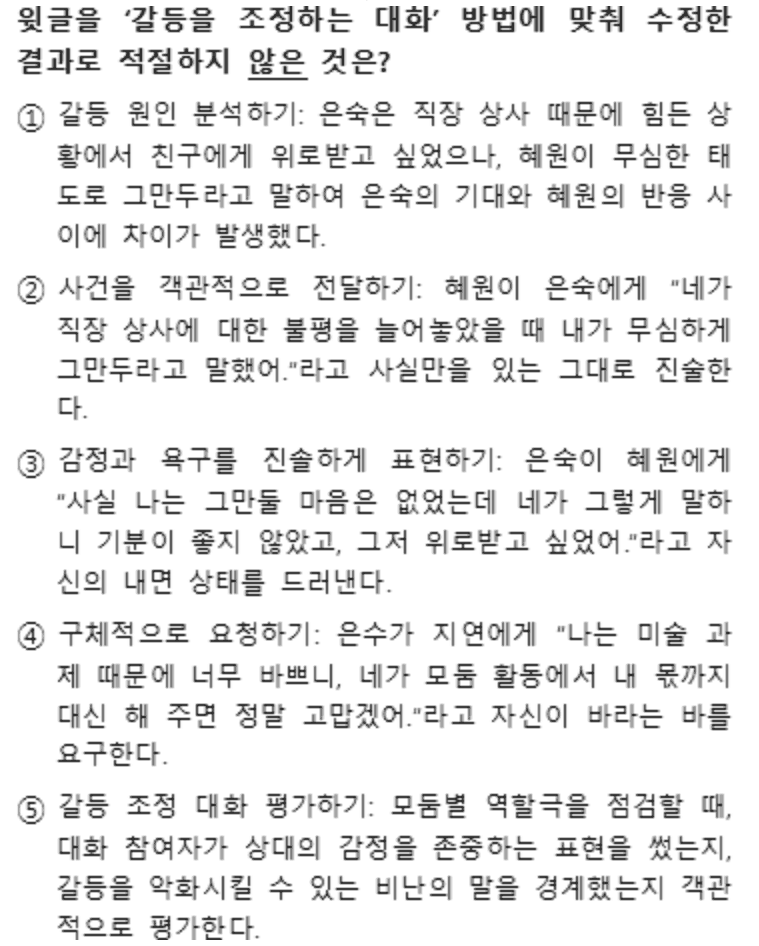 윗글을 ‘갈등을 조정하는 대화’ 방법에 맞춰 수정한
결과로 적절하지 않은 것은?
① 갈등 원인 분석하기: 은숙은 직장 상사 때문에 힘든 상
황에서 친구에게 위로받고 싶었으나, 혜원이 무심한 태
도로 그만두라고 말하여 은숙의 기대와 혜원의 반응 사
이에 차이가 발생했다.
② 사건을 객관적으로 전달하기: 혜원이 은숙에게 "네가
직장 상사에 대한 불평을 늘어놓았을 때 내가 무심하게
그만두라고 말했어."라고 사실만을 있는 그대로 진술한
다.
③ 감정과 욕구를 진솔하게 표현하기: 은숙이 혜원에게
"사실 나는 그만둘 마음은 없었는데 네가 그렇게 말하
니 기분이 좋지 않았고, 그저 위로받고 싶었어."라고 자
신의 내면 상태를 드러낸다.
④ 구체적으로 요청하기: 은수가 지연에게 "나는 미술 과
제 때문에 너무 바쁘니, 네가 모둠 활동에서 내 몫까지
대신 해 주면 정말 고맙겠어."라고 자신이 바라는 바를
요구한다.
⑤ 갈등 조정 대화 평가하기: 모둠별 역할극을 점검할 때,
대화 참여자가 상대의 감정을 존중하는 표현을 썼는지,
갈등을 악화시킬 수 있는 비난의 말을 경계했는지 객관
적으로 평가한다.